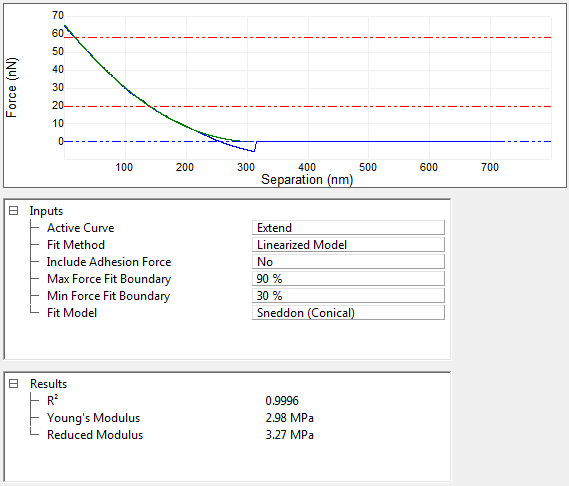 70
60
50
40
30
20
10
0
Force (nN)
100 200 300 400 500 600 700
Separation (nm)
Inputs
Active Curve Extend
Fit Method Linearized Model
Include Adhesion Force No
Max Force Fit Boundary 90 %
Min Force Fit Boundary 30 %
Fit Model Sneddon (Conical)
Results
R² 0.9996
Young's Modulus 2.98 MPa
Reduced Modulus 3.27 MPa